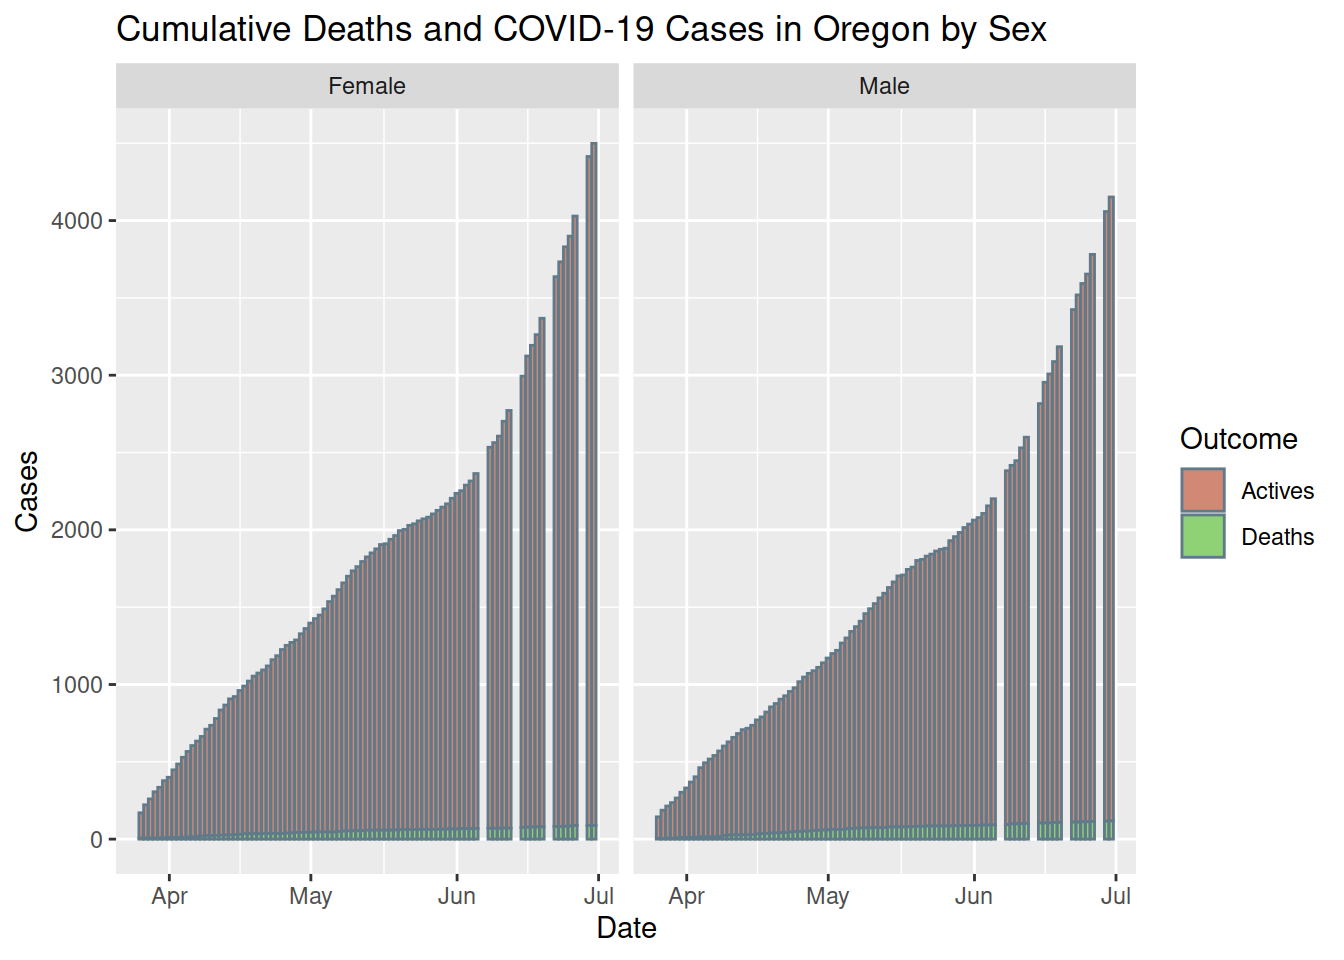 Cumulative Deaths and COVID-19 Cases in Oregon by Sex
Female
Male
4000
3000
2000
1000
0
Cases
Apr
May
Jun
Jul
Apr
May
Jun
Jul
Date
Outcome
Actives
Deaths